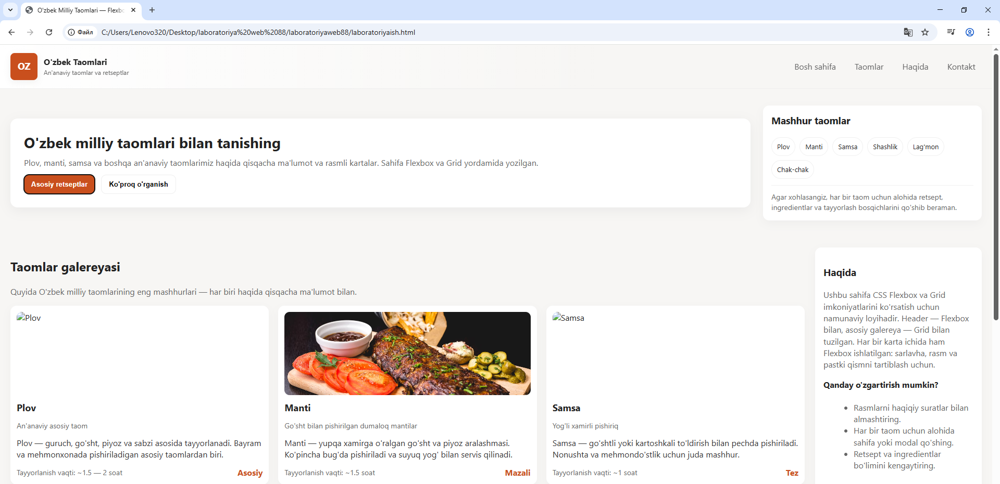 O'zbek Milliy Taomlari — Flexbo
Файл
C:/Users/Lenovo320/Desktop/laboratoriya%20web%2088/laboratoriyaweb88/laboratoriyaish.html
OZ
O'zbek Taomlari
An'anaviy taomlar va retseptlar
Bosh sahifa
Taomlar
Haqida
Kontakt
O'zbek milliy taomlari bilan tanishing
Plov, manti, samsa va boshqa an'anaviy taomlarimiz haqida qisqacha ma'lumot va rasmli kartalar. Sahifa Flexbox va Grid yordamida yozilgan.
Asosiy retseptlar
Ko'proq o'rganish
Mashhur taomlar
Plov
Manti
Samsa
Shashlik
Lag'mon
Chak-chak
Agar xohlasangiz, har bir taom uchun alohida retsept,
ingredientlar va tayyorlash bosqichlarini qo'shib beraman.
Taomlar galereyasi
Quyida O'zbek milliy taomlarining eng mashhurlari — har biri haqida qisqacha ma'lumot bilan.
Plov
Plov
An'anaviy asosiy taom
Plov — guruch, go'sht, piyoz va sabzi asosida tayyorlanadi. Bayram
va mehmonxonada pishiriladigan asosiy taomlardan biri.
Tayyorlanish vaqti: ~1.5 — 2 soat
Asosiy
Manti
Go'sht bilan pishirilgan dumaloq mantilar
Manti — yupqa xamirga o'ralgan go'sht va piyoz aralashmasi.
Ko'pincha bug'da pishiriladi va suyuq yog' bilan servis qilinadi.
Tayyorlanish vaqti: ~1.5 soat
Mazali
Samsa
Samsa
Yog'li xamirli pishiriq
Samsa — go'shtli yoki kartoshkali to'ldirish bilan pechda pishiriladi.
Nonushta va mehmondo'stlik uchun juda mashhur.
Tayyorlanish vaqti: ~1 soat
Tez
Haqida
Ushbu sahifa CSS Flexbox va Grid
imkoniyatlarini ko'rsatish uchun
namunaviy loyihadir. Header — Flexbox
bilan, asosiy galereya — Grid bilan
tuzilgan. Har bir karta ichida ham
Flexbox ishlatilgan: sarlavha, rasm va
pastki qismni tartiblash uchun.
Qanday o'zgartirish mumkin?
• Rasmlarni haqiqiy suratlar bilan
almashtiring.
• Har bir taom uchun alohida
sahifa yoki modal qo'shing.
• Retsept va ingredientlar
bo'limini kengaytiring.